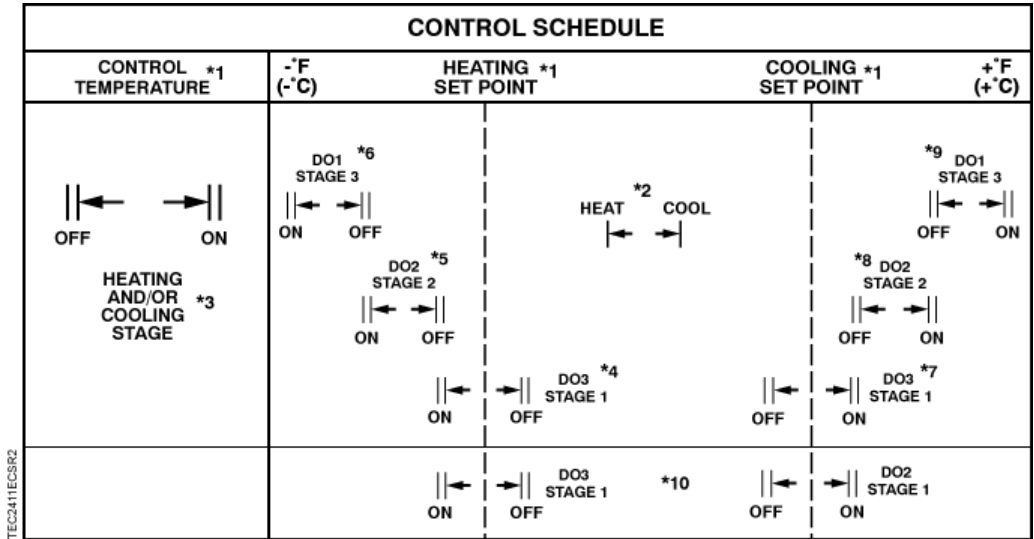 CONTROL SCHEDULE
CONTROL *1
TEMPERATURE
-°F
(-°C)
HEATING *1
SET POINT
COOLING *1
SET POINT
+°F
(+°C)
OFF ON
HEATING
AND/OR *3
COOLING
STAGE
DO1 *6
STAGE 3
ON OFF
*2
HEAT COOL
*9 DO1
STAGE 3
OFF ON
DO2 *5
STAGE 2
ON OFF
*8 DO2
STAGE 2
OFF ON
DO3 *4
STAGE 1
ON OFF
DO3 *7
STAGE 1
OFF ON
DO3
STAGE 1
ON OFF
*10
DO2
STAGE 1
OFF ON
TEC2411ECSR2